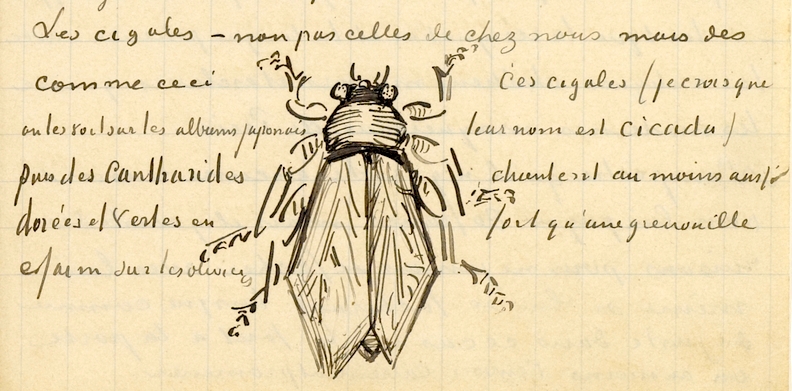 Les cigales – non pas celles de chez nous mais des
comme ceci
on les voit sur les albums japonais
puis des Cantharides
dorées et vertes en
essaim sur les oliviers
Ces cigales (je crois que
leur nom est cicada)
chantent au moins aussi
fort qu'une grenouille